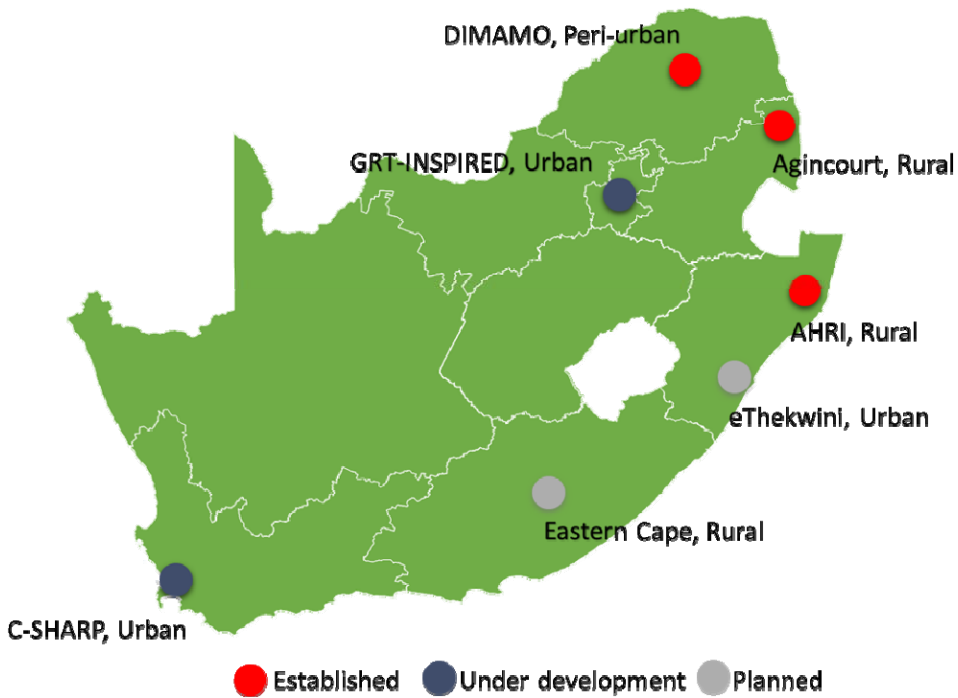 DIMAMO, Peri-urban
GRT-INSPIRED, Urban
Agincourt, Rural
AHRI, Rural
eThekwini, Urban
Eastern Cape, Rural
C-SHARP, Urban
Established
Under development
Planned